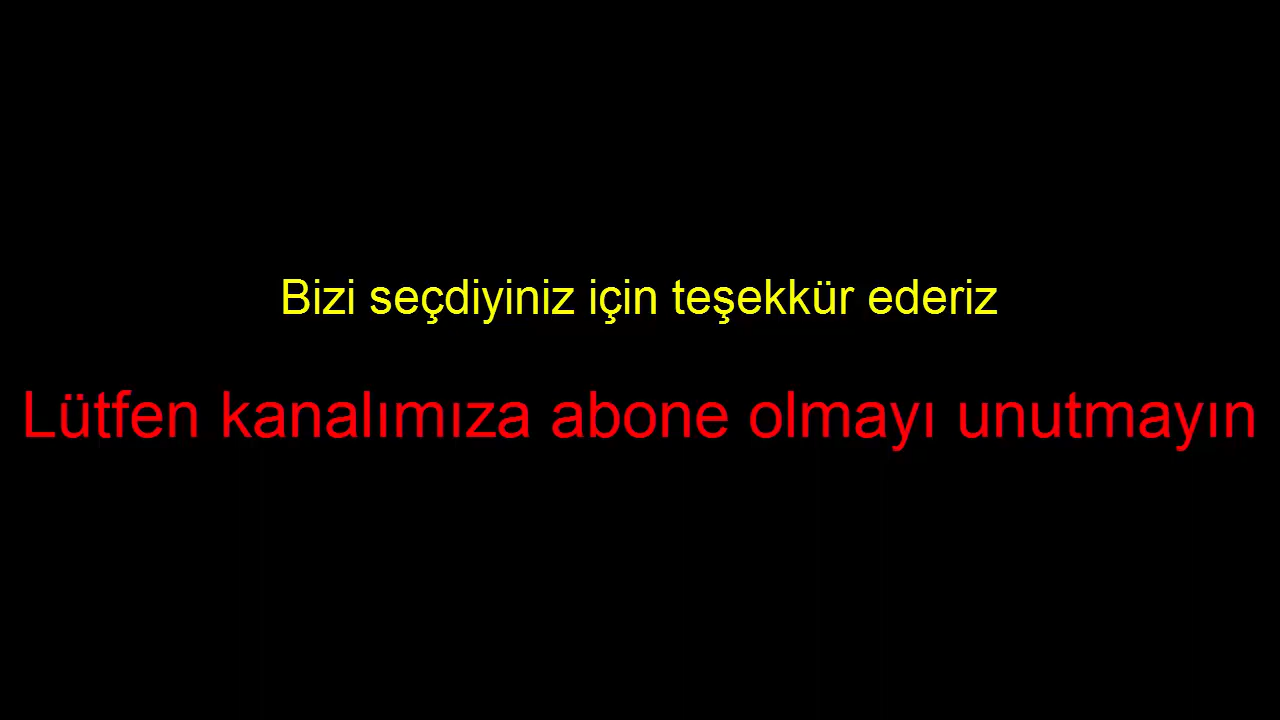 Bizi seçdiyiniz için teşekkür ederiz
Lütfen kanalımıza abone olmayı unutmayın